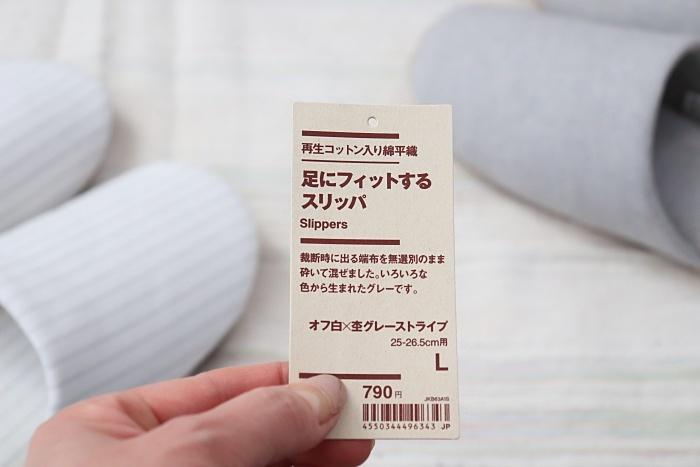 再生コットン入り綿平織
足にフィットする
スリッパ
Slippers
裁断時に出る端布を無選別のまま
砕いて混ぜました。いろいろな
色から生まれたグレーです。
オフ白×杢グレーストライプ
25-26.5cm用
L
790円
JKB63A1S
4550344496343 JP